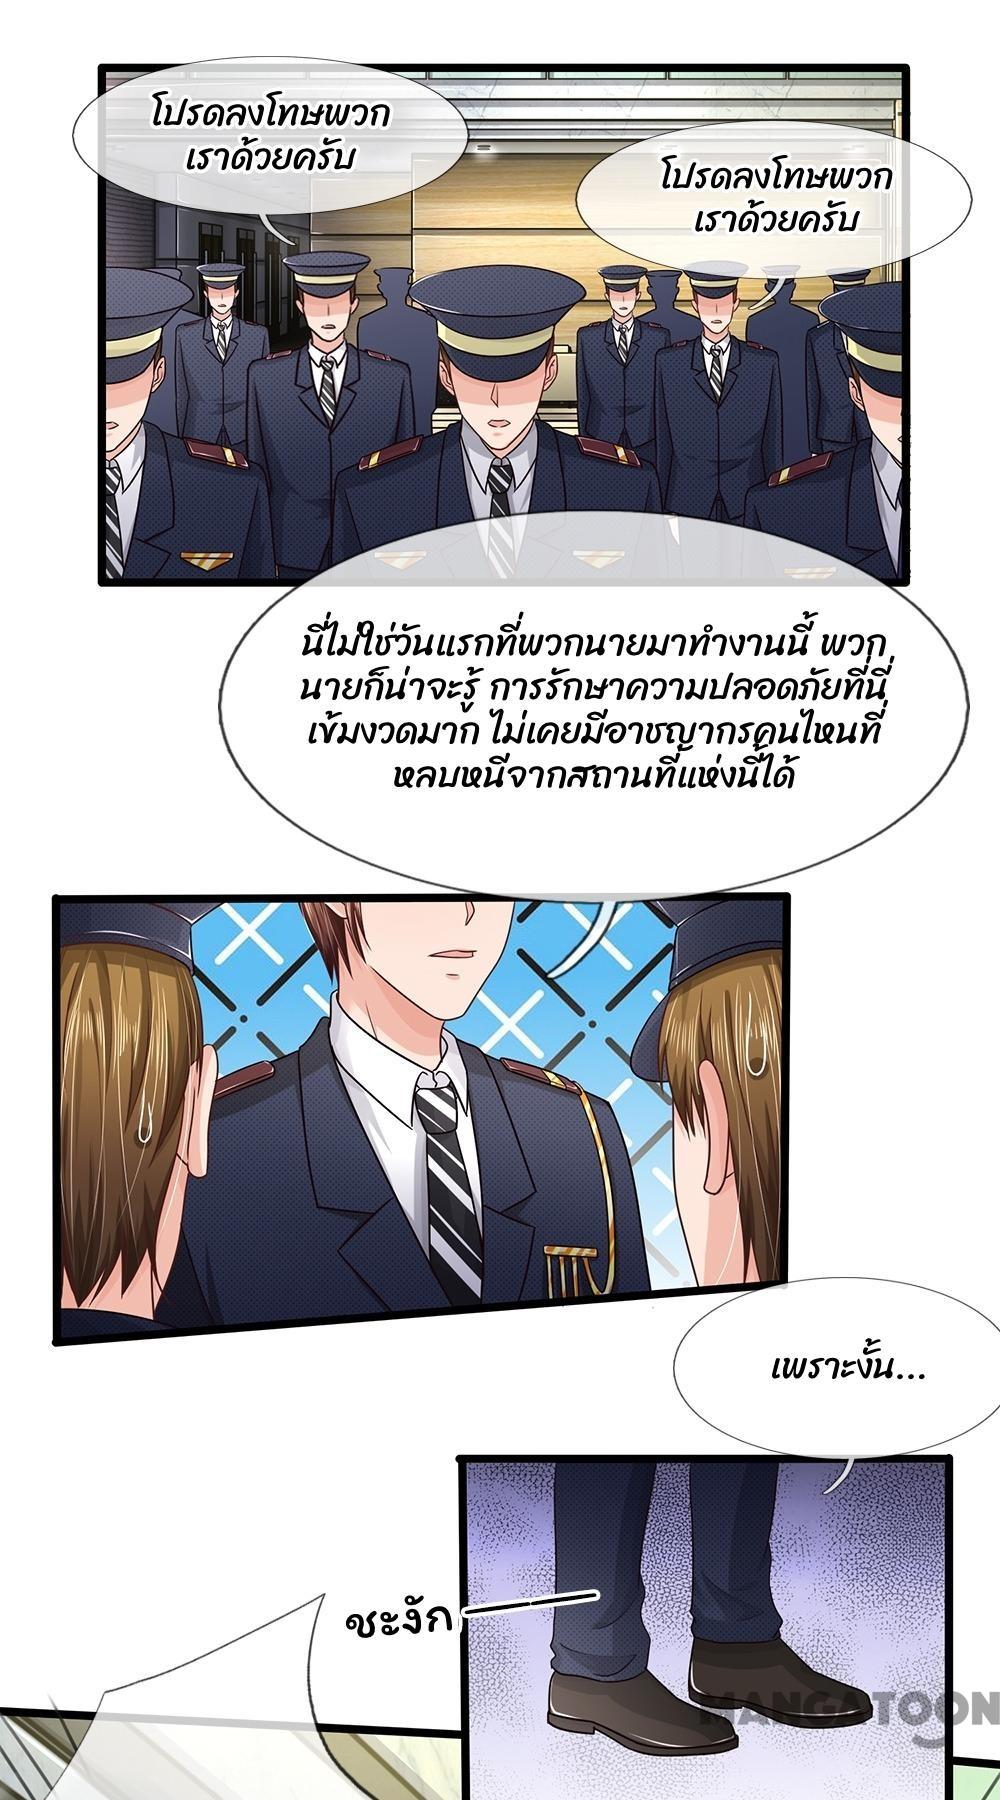 โปรดลงโทษพวก
เราด้วยครับ
โปรดลงโทษพวก
เราด้วยครับ
นี่ไม่ใช่วันแรกที่พวกนายมาทำงานนี้ พวก
นายก็น่าจะรู้ การรักษาความปลอดภัยที่นี่
เข้มงวดมาก ไม่เคยมีอาชญากรคนไหนที่
หลบหนีจากสถานที่แห่งนี้ได้
เพราะงั้น...
ชะงัก
MANGATOON